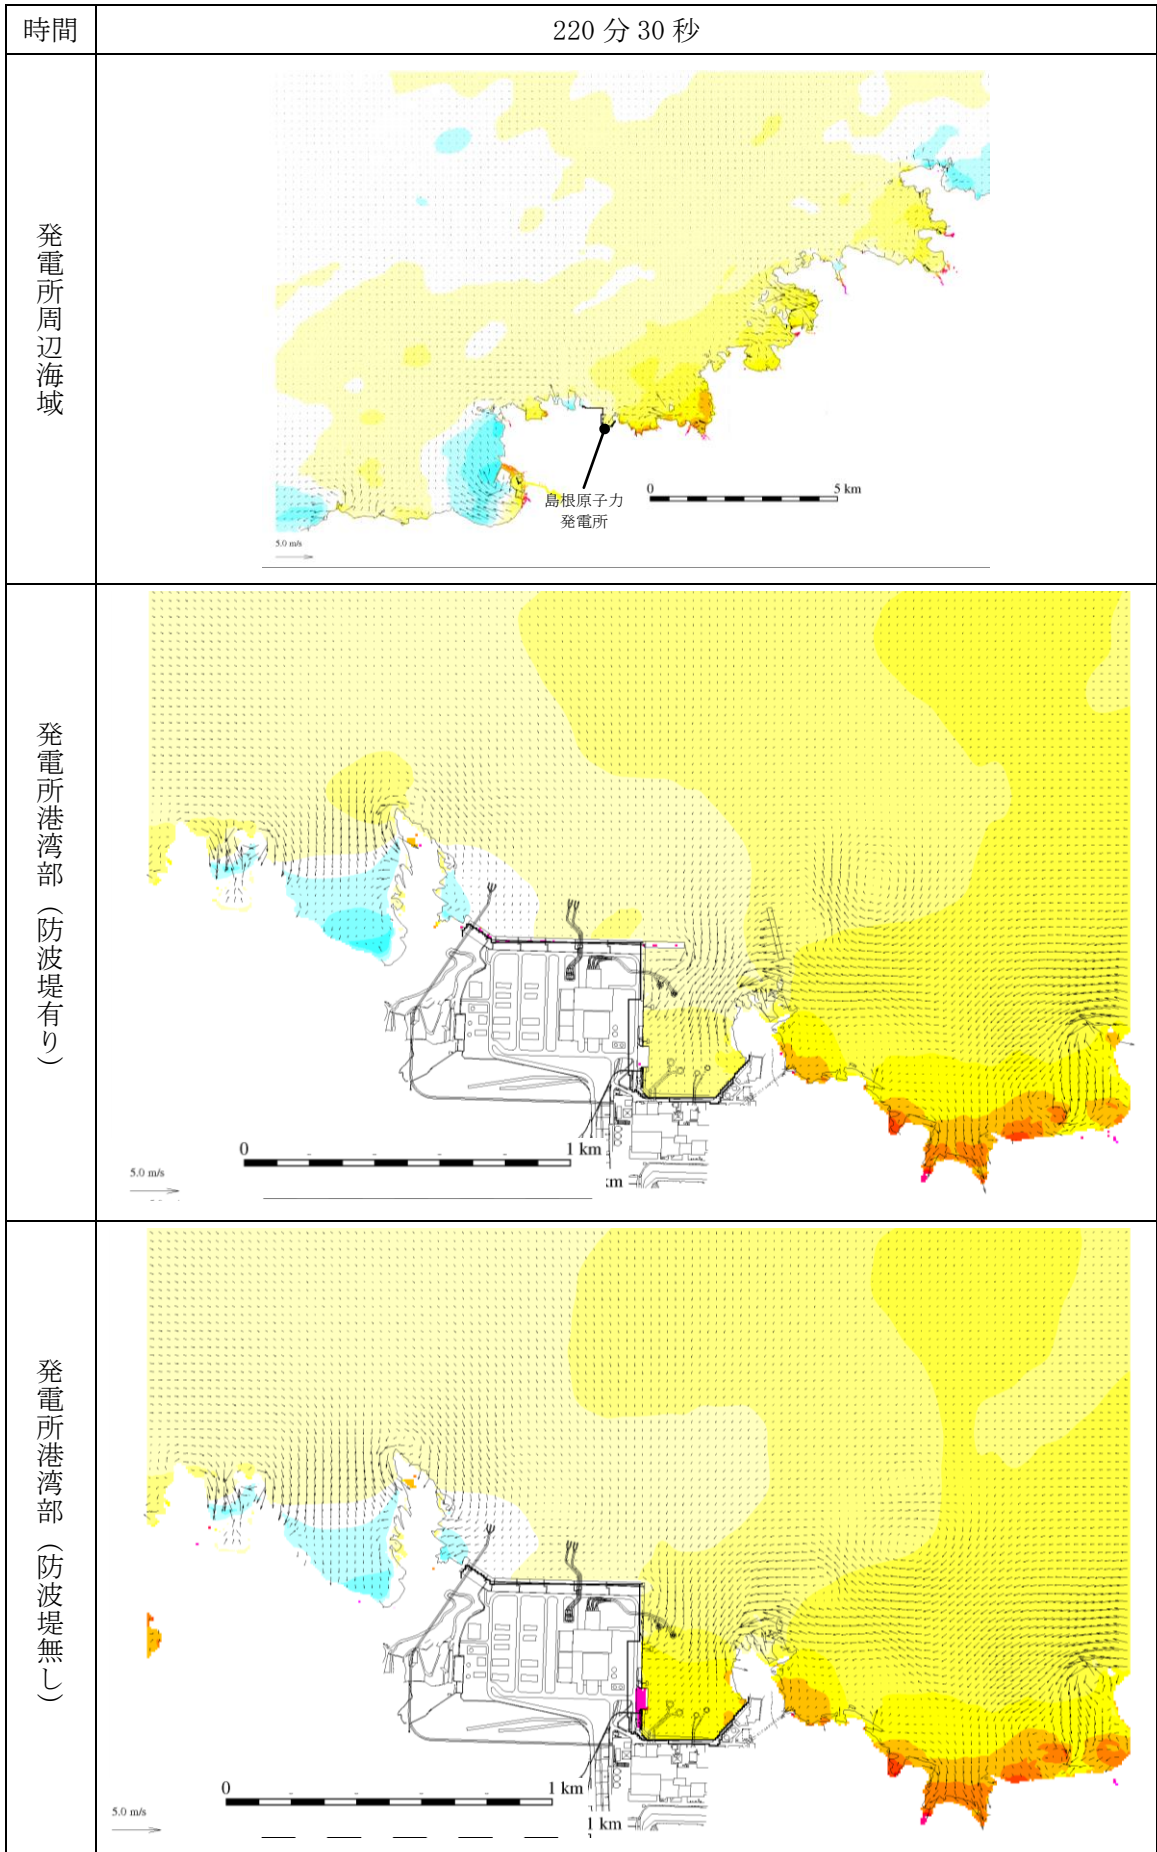 時間
220 分 30 秒
発電所周辺海域
島根原子力
発電所
0
5 km
5.0 m/s
発電所港湾部（防波堤有り）
0
1 km
5.0 m/s
km
発電所港湾部（防波堤無し）
0
1 km
5.0 m/s
1 km